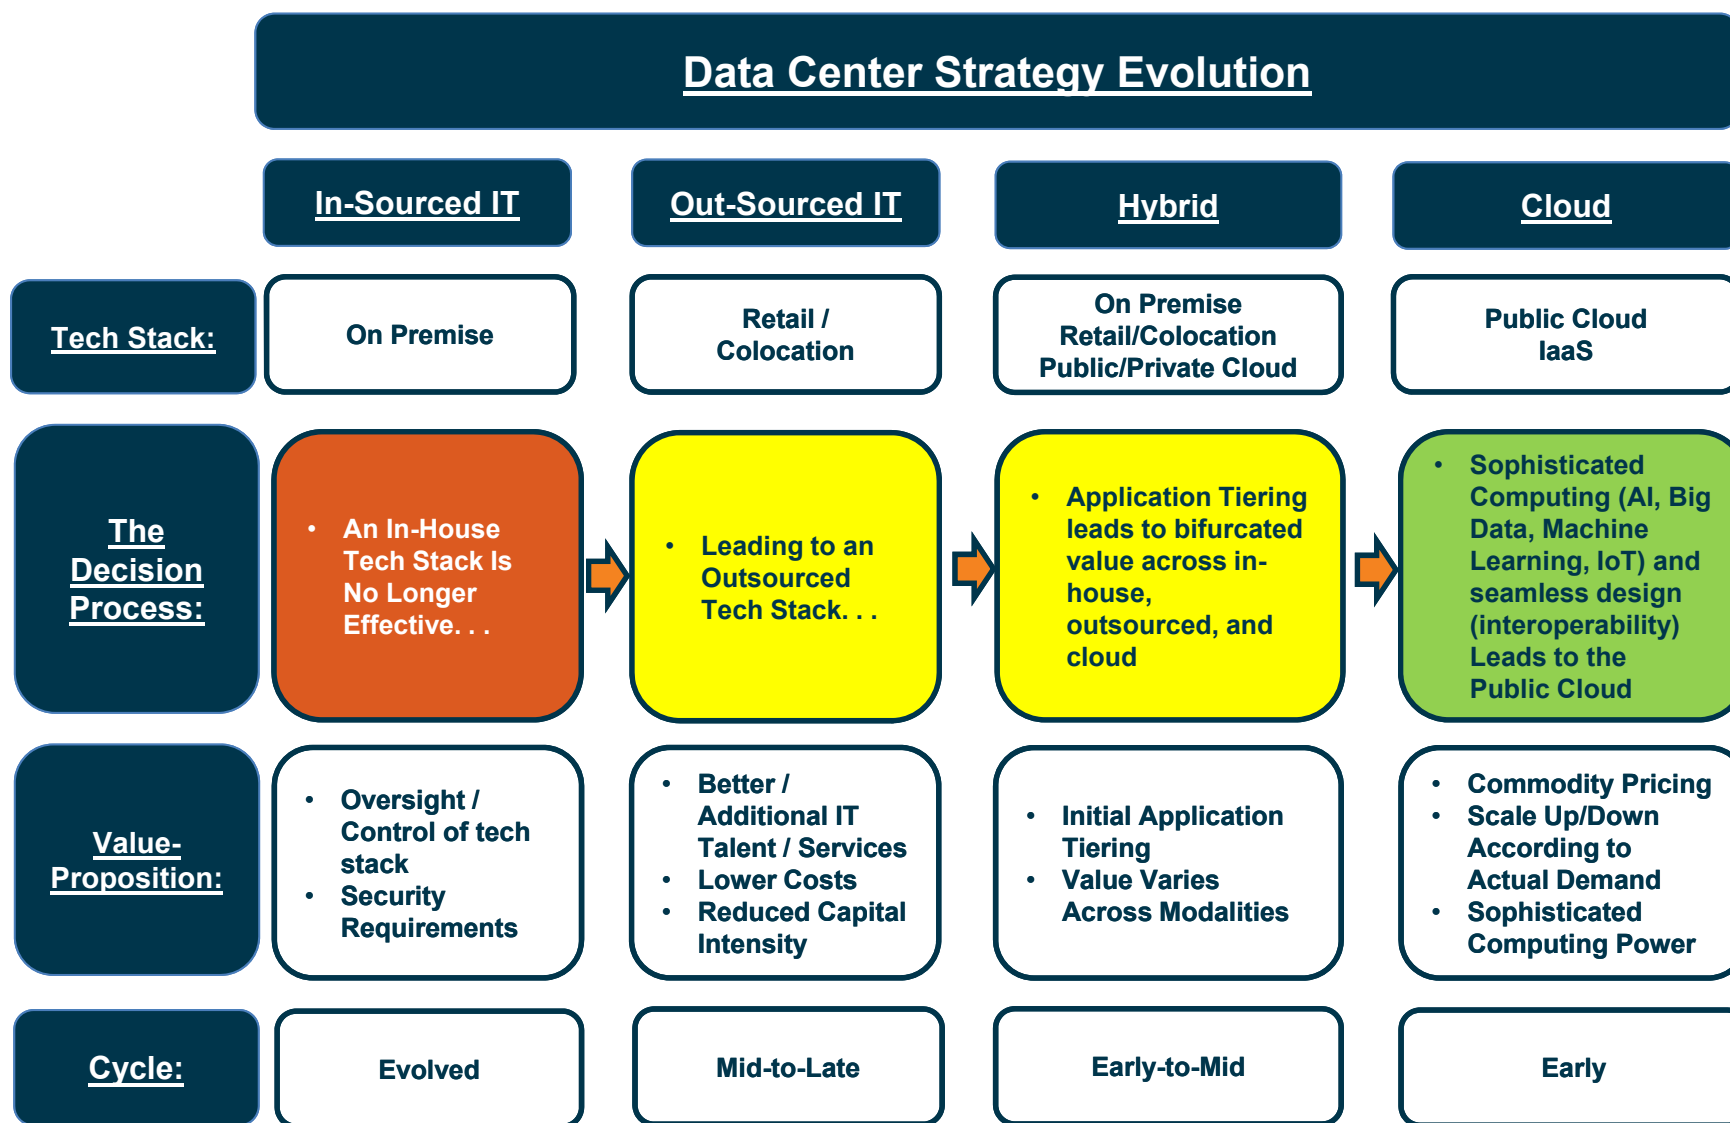 Data Center Strategy Evolution
In-Sourced IT
Out-Sourced IT
Hybrid
Cloud
Tech Stack:
On Premise
Retail /
Colocation
On Premise
Retail/Colocation
Public/Private Cloud
Public Cloud
IaaS
The
Decision
Process:
• An In-House
Tech Stack Is
No Longer
Effective. . .
• Leading to an
Outsourced
Tech Stack. . .
• Application Tiering
leads to bifurcated
value across in-
house,
outsourced, and
cloud
• Sophisticated
Computing (AI, Big
Data, Machine
Learning, IoT) and
seamless design
(interoperability)
Leads to the
Public Cloud
Value-
Proposition:
• Oversight /
Control of tech
stack
• Security
Requirements
• Better /
Additional IT
Talent / Services
• Lower Costs
• Reduced Capital
Intensity
• Initial Application
Tiering
• Value Varies
Across Modalities
• Commodity Pricing
• Scale Up/Down
According to
Actual Demand
• Sophisticated
Computing Power
Cycle:
Evolved
Mid-to-Late
Early-to-Mid
Early